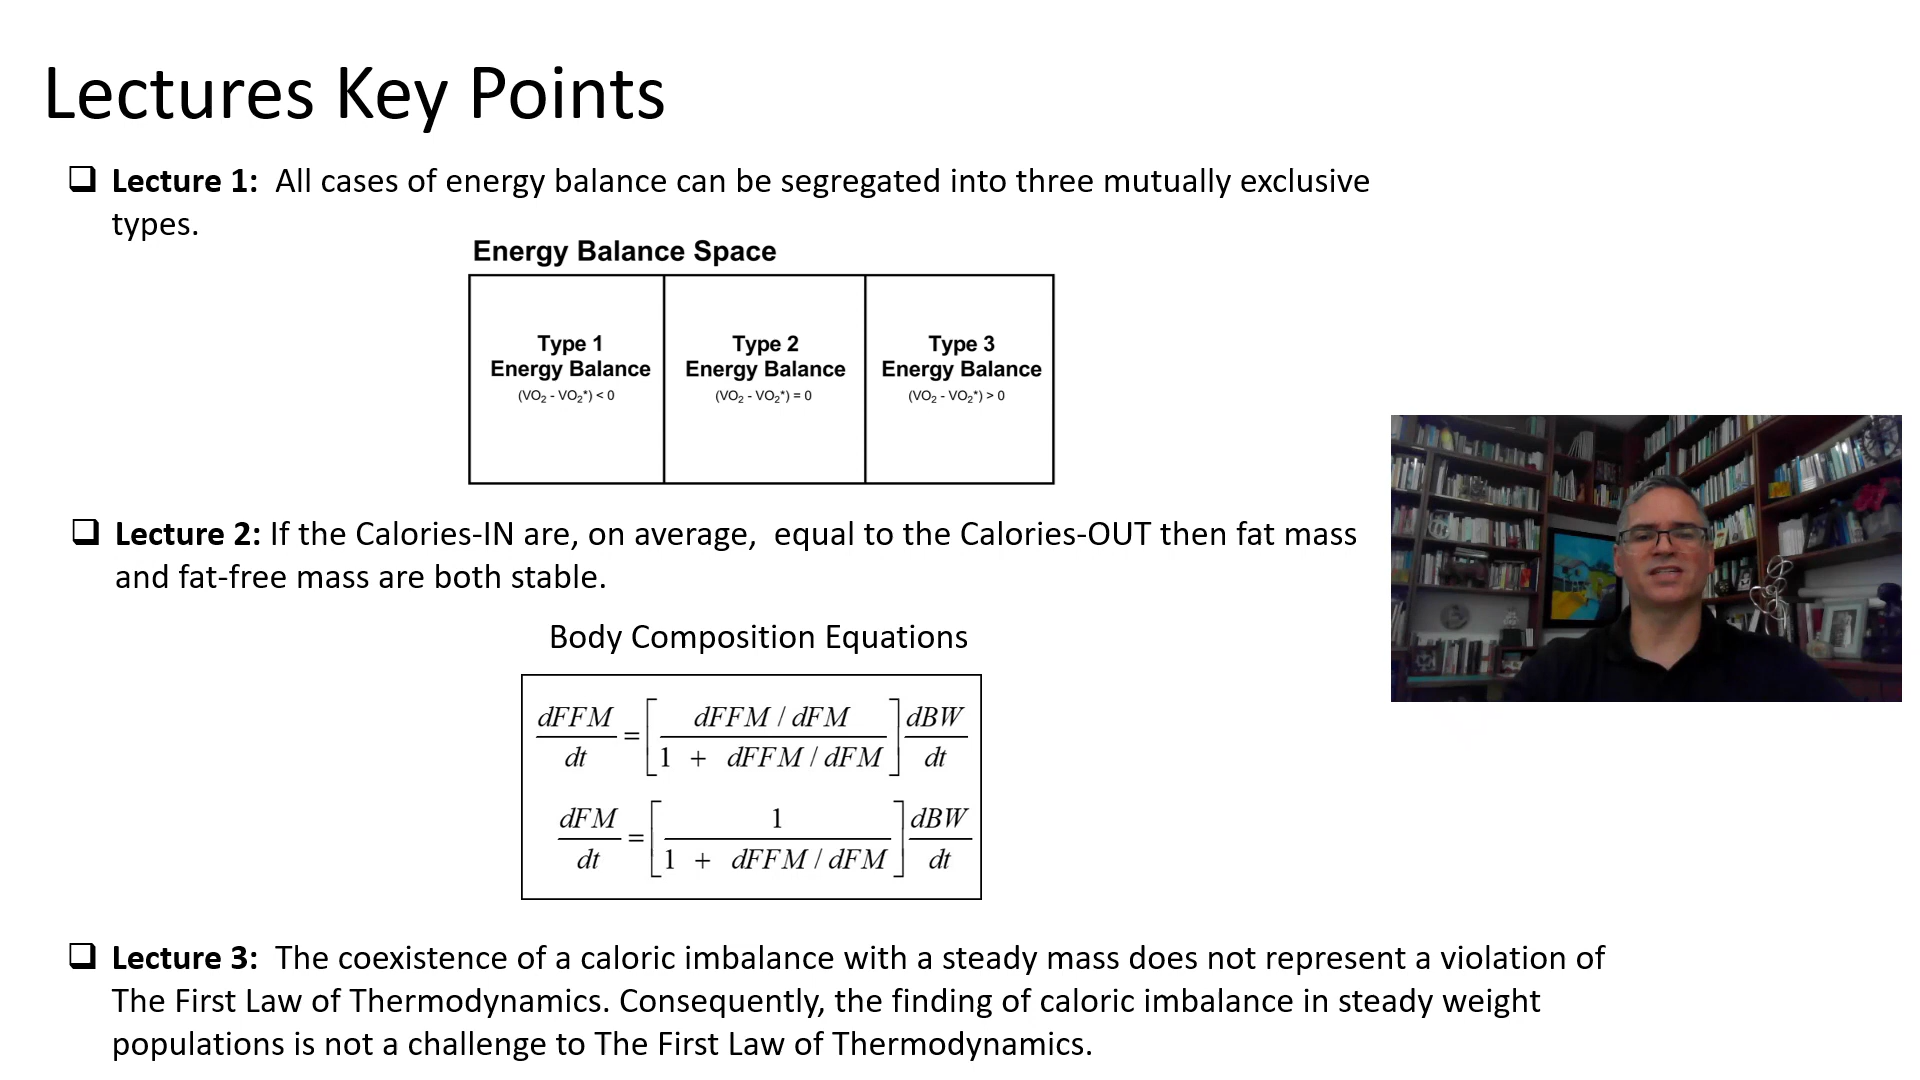 Lectures Key Points
❑ Lecture 1: All cases of energy balance can be segregated into three mutually exclusive
types.
Energy Balance Space
Type 1
Energy Balance
(VO₂ - VO₂*) < 0
Type 2
Energy Balance
(VO₂ - VO₂*) = 0
Type 3
Energy Balance
(VO₂ - VO₂*) > 0
❑ Lecture 2: If the Calories-IN are, on average, equal to the Calories-OUT then fat mass
and fat-free mass are both stable.
Body Composition Equations
dFFM/dt = [(dFFM / dFM)/(1 + dFFM / dFM)] dBW/dt
dFM/dt = [1/(1 + dFFM / dFM)] dBW/dt
❑ Lecture 3: The coexistence of a caloric imbalance with a steady mass does not represent a violation of
The First Law of Thermodynamics. Consequently, the finding of caloric imbalance in steady weight
populations is not a challenge to The First Law of Thermodynamics.